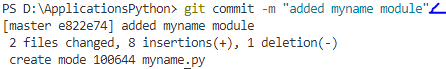 PS D:\ApplicationsPython> git commit -m "added myname module"
[master e822e74] added myname module
2 files changed, 8 insertions(+), 1 deletion(-)
create mode 100644 myname.py